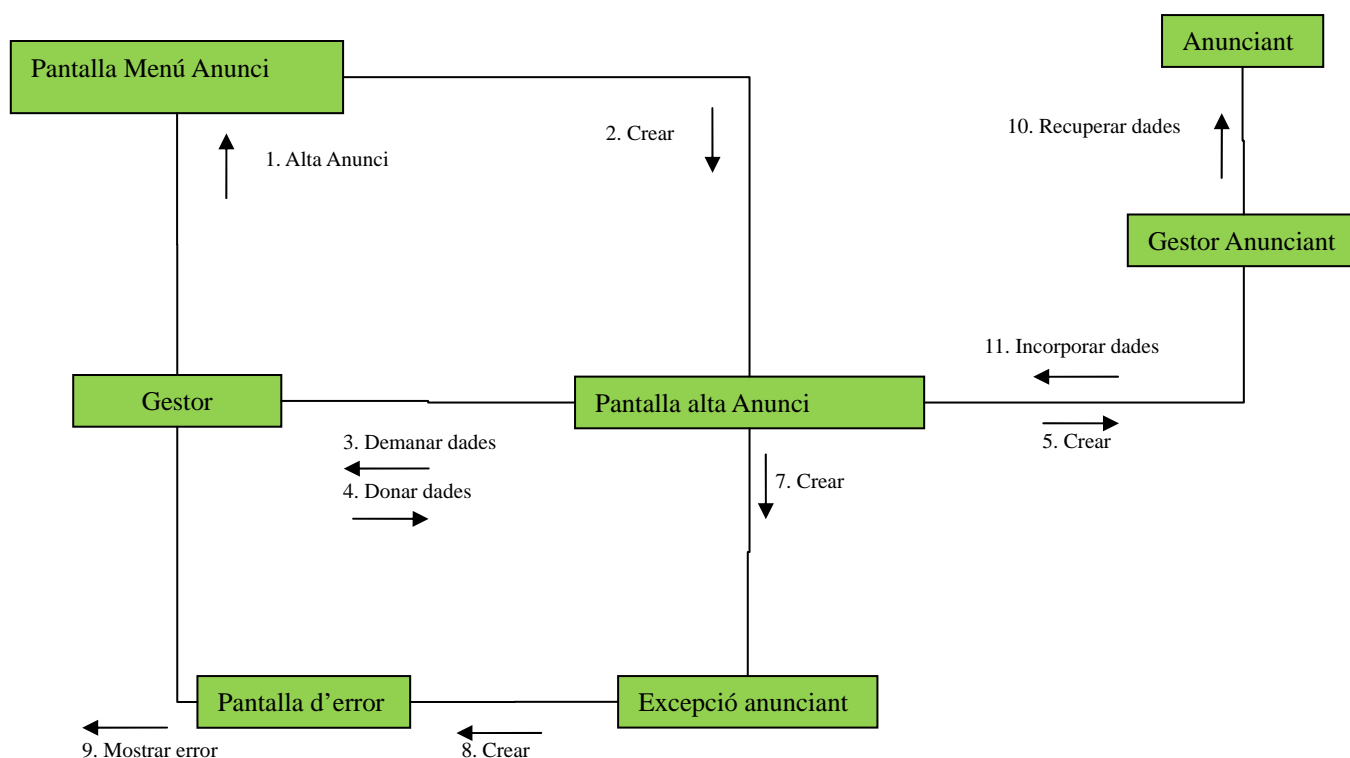 Anunciant
Pantalla Menú Anunci
2. Crear
10. Recuperar dades
1. Alta Anunci
Gestor Anunciant
11. Incorporar dades
Gestor
Pantalla alta Anunci
5. Crear
3. Demanar dades
4. Donar dades
7. Crear
Pantalla d’error
Excepció anunciant
9. Mostrar error
8. Crear